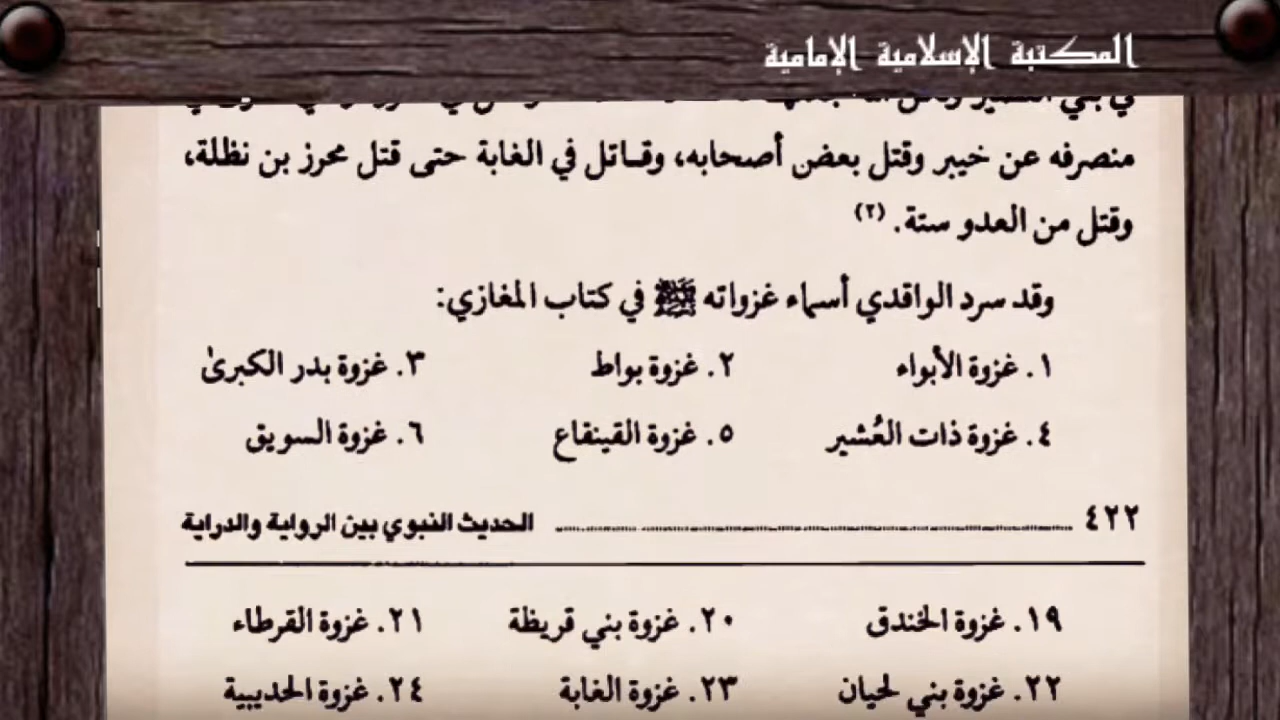 المكتبة الإسلامية الإمامية
منصرفه عن خيبر وقتل بعض أصحابه، وقاتل في الغابة حتى قتل محرز بن نظلة،
وقتل من العدو ستة. (٢)
وقد سرد الواقدي أسماء غزواته ﷺ في كتاب المغازي:
١. غزوة الأبواء ٢. غزوة بواط ٣. غزوة بدر الكبرىٰ
٤. غزوة ذات العُشير ٥. غزوة القينقاع ٦. غزوة السويق
٤٢٢ الحديث النبوي بين الرواية والدراية
١٩. غزوة الخندق ٢٠. غزوة بني قريظة ٢١. غزوة القرطاء
٢٢. غزوة بني لحيان ٢٣. غزوة الغابة ٢٤. غزوة الحديبية